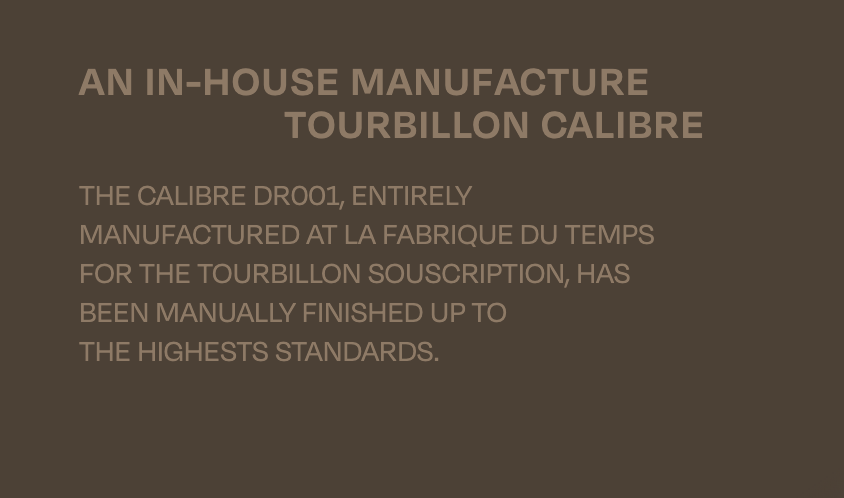 AN IN-HOUSE MANUFACTURE
TOURBILLON CALIBRE
THE CALIBRE DR001, ENTIRELY
MANUFACTURED AT LA FABRIQUE DU TEMPS
FOR THE TOURBILLON SOUSCRIPTION, HAS
BEEN MANUALLY FINISHED UP TO
THE HIGHESTS STANDARDS.